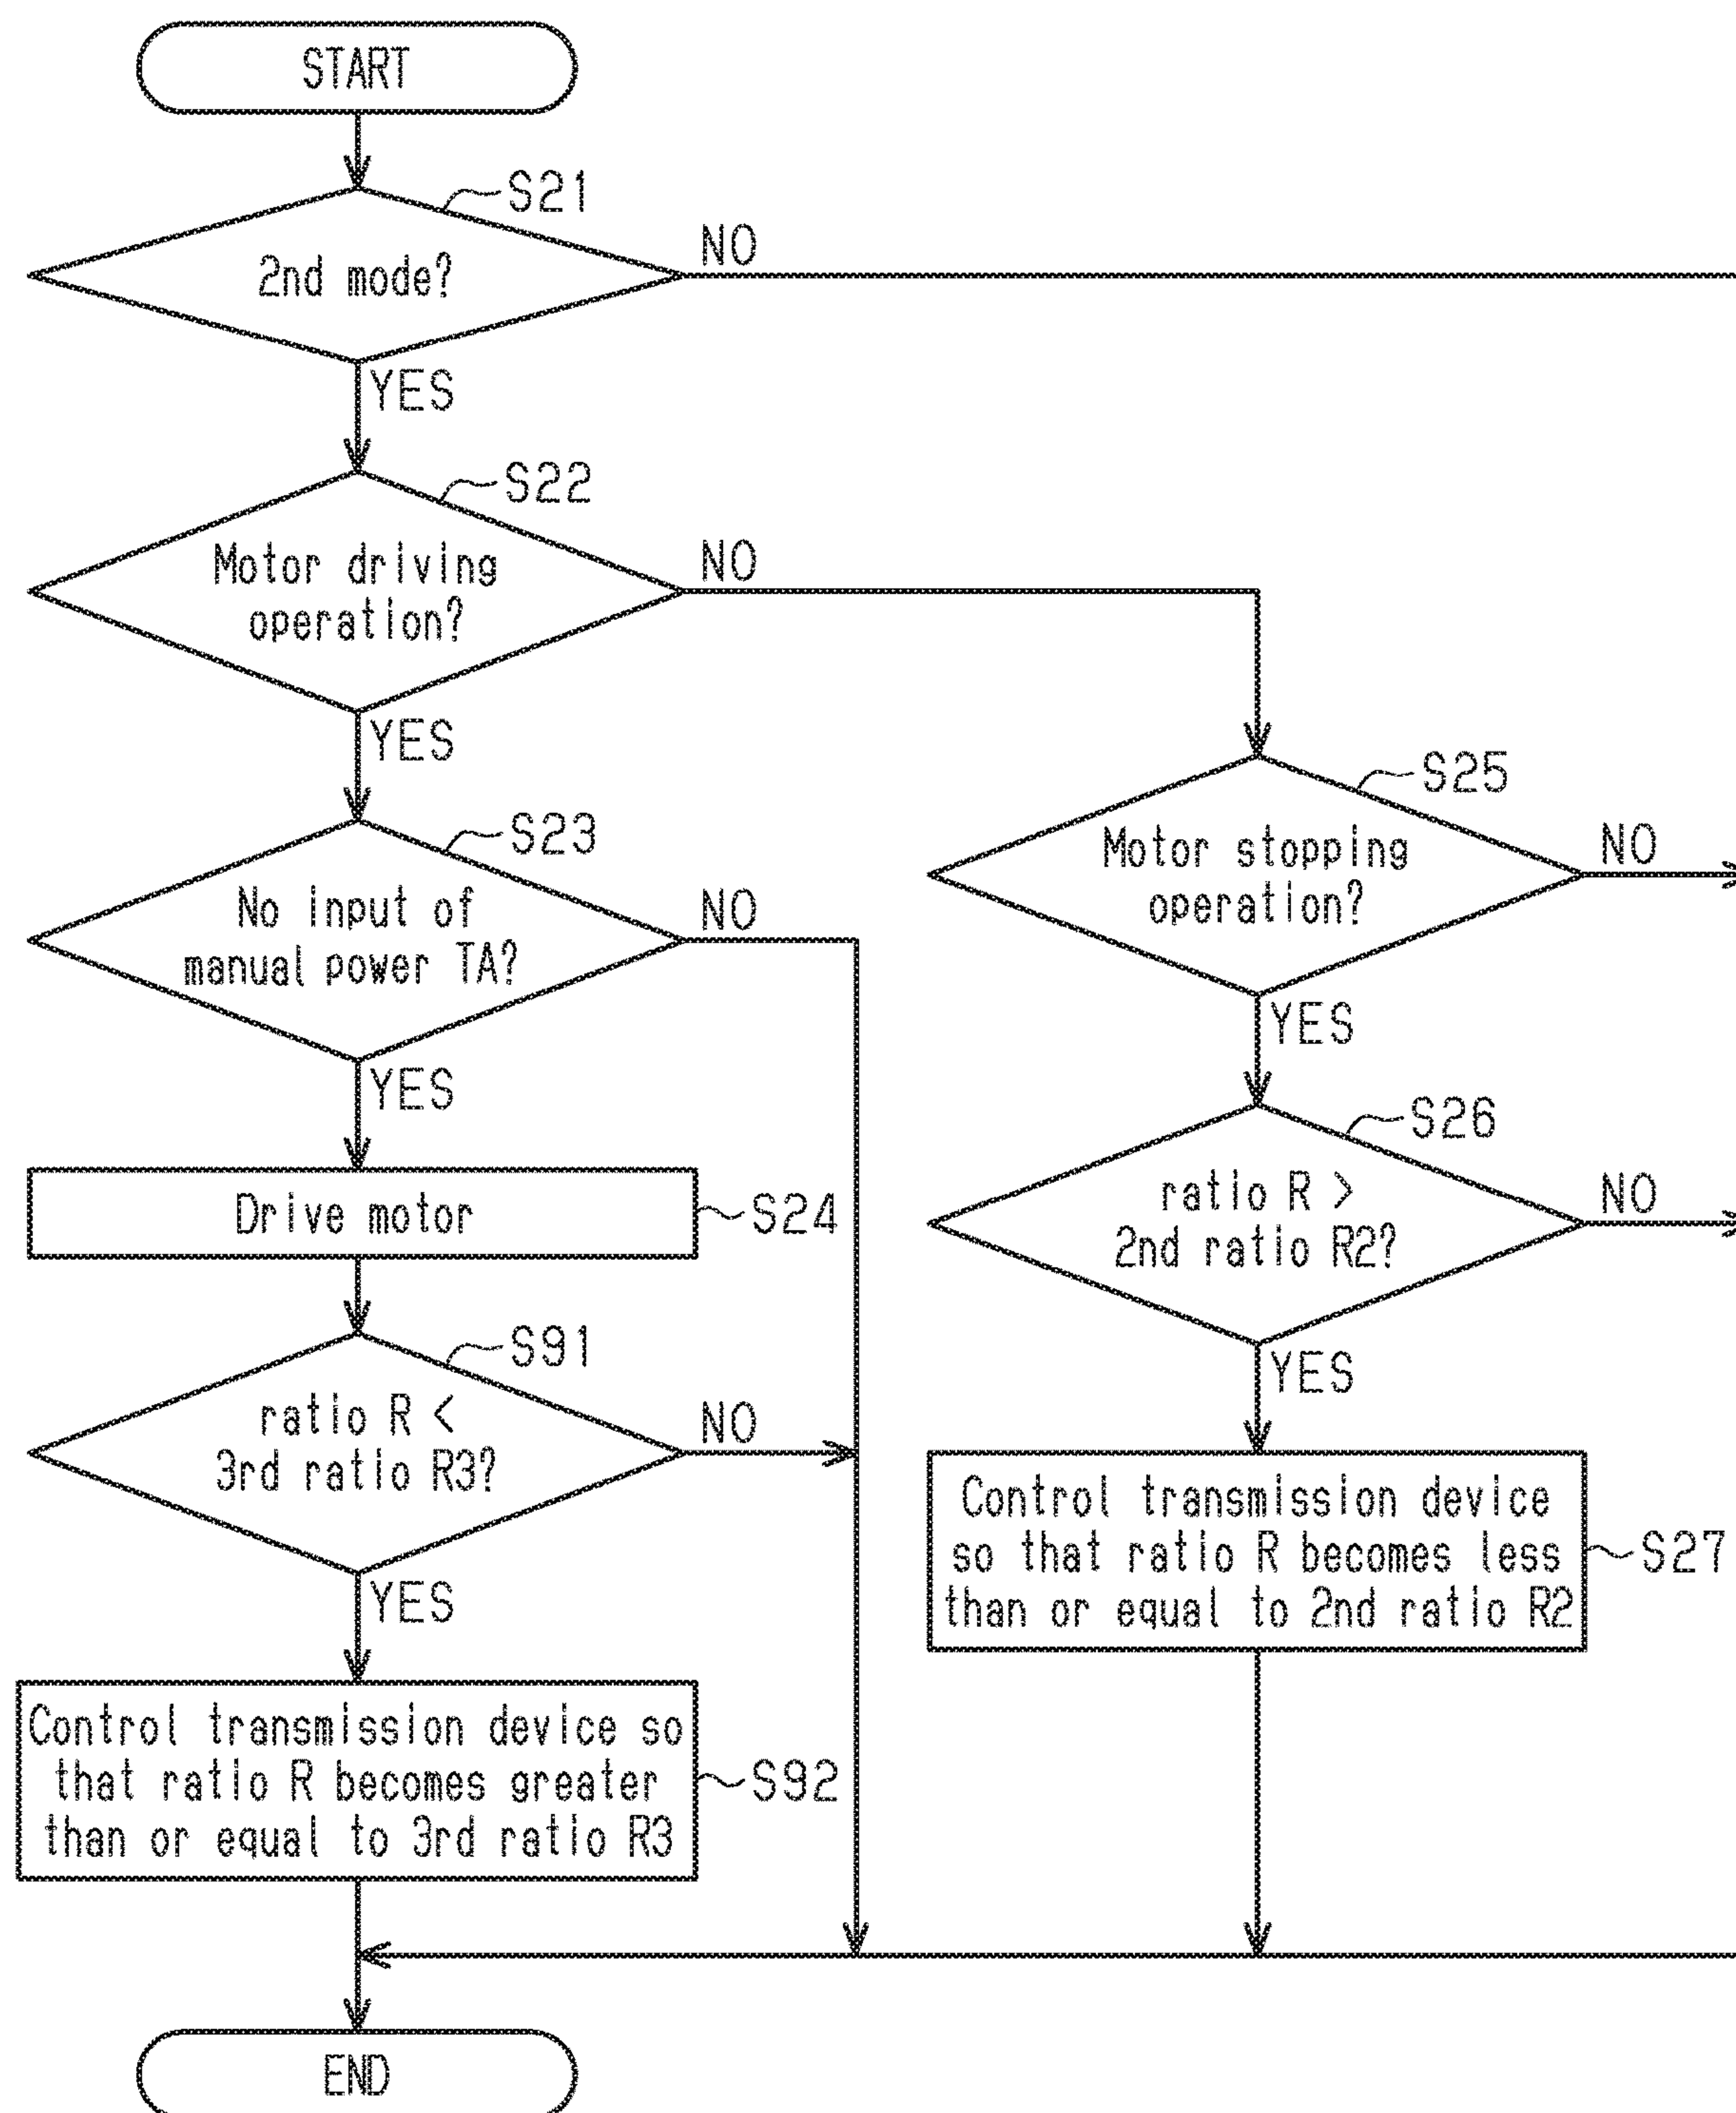 START
S21
2nd mode?
NO
YES
S22
Motor driving
operation?
NO
YES
S23
No input of
manual power TA?
NO
YES
Drive motor
S24
S91
ratio R <
3rd ratio R3?
NO
YES
Control transmission device so
that ratio R becomes greater
than or equal to 3rd ratio R3
S92
S25
Motor stopping
operation?
NO
YES
S26
ratio R >
2nd ratio R2?
NO
YES
Control transmission device
so that ratio R becomes less
than or equal to 2nd ratio R2
S27
END